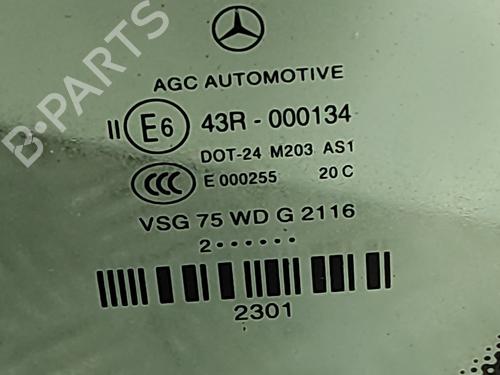 B-PARTS
AGC AUTOMOTIVE
II E6 43R - 000134
DOT-24 M203 AS1
CCC E 000255 20 C
VSG 75 WD G 2116
2······
2301